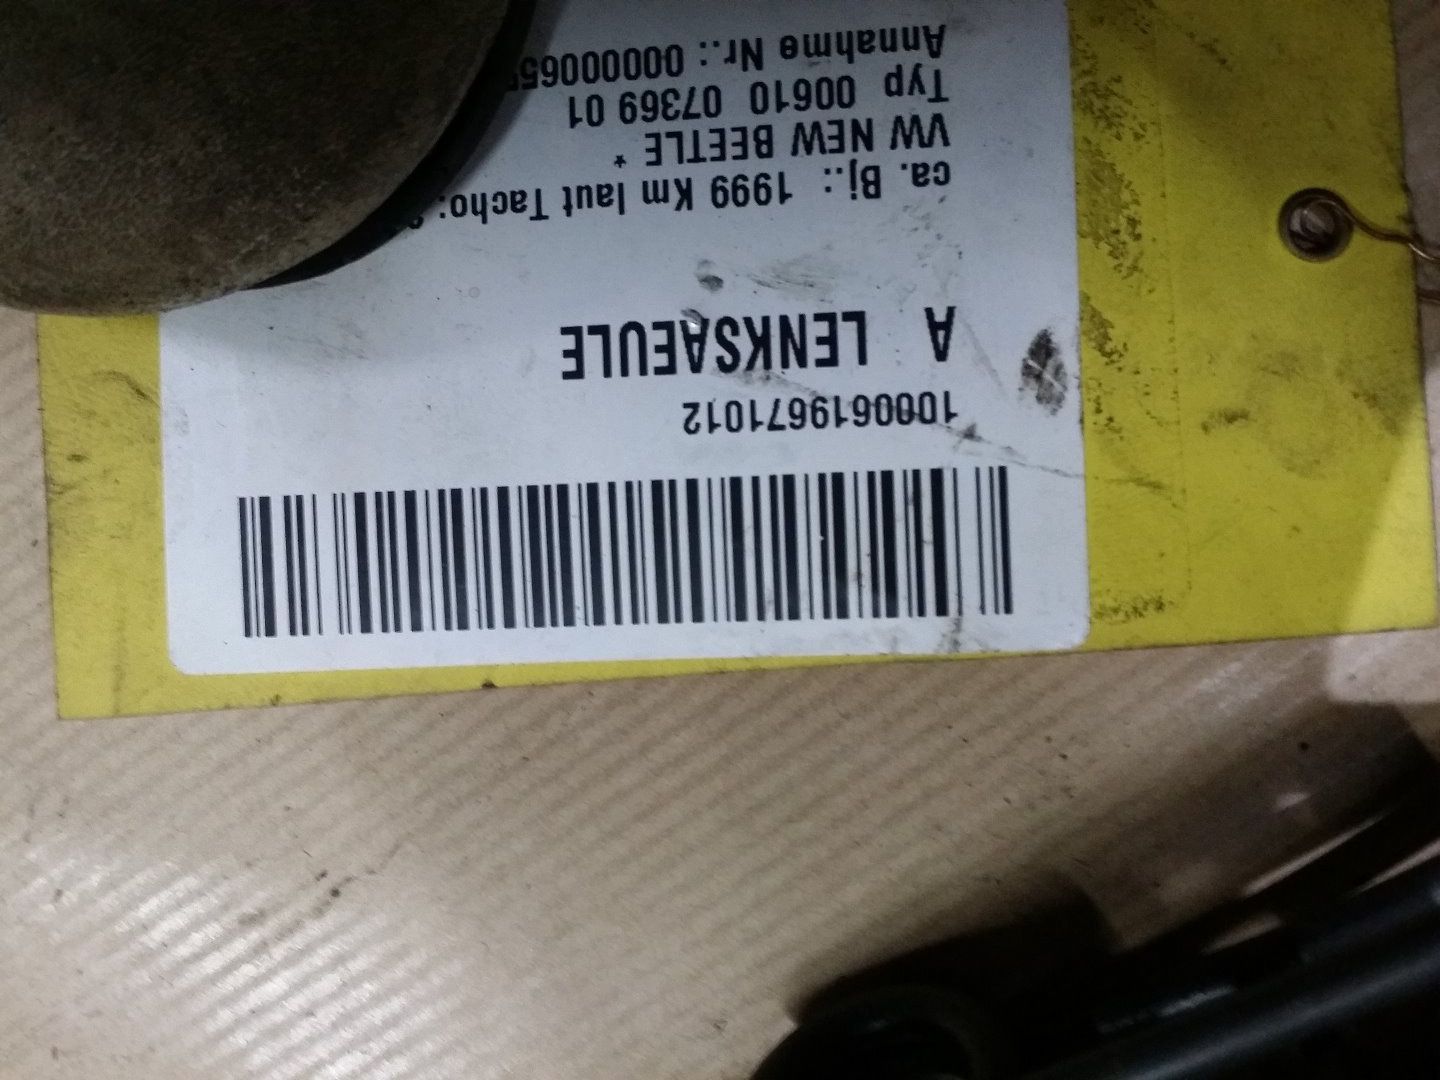 1000619671012
A LENKSAEULE
ca. Bj.: 1999 Km laut Tacho:
VW NEW BEETLE *
Typ 00610 07369 01
Annahme Nr.: